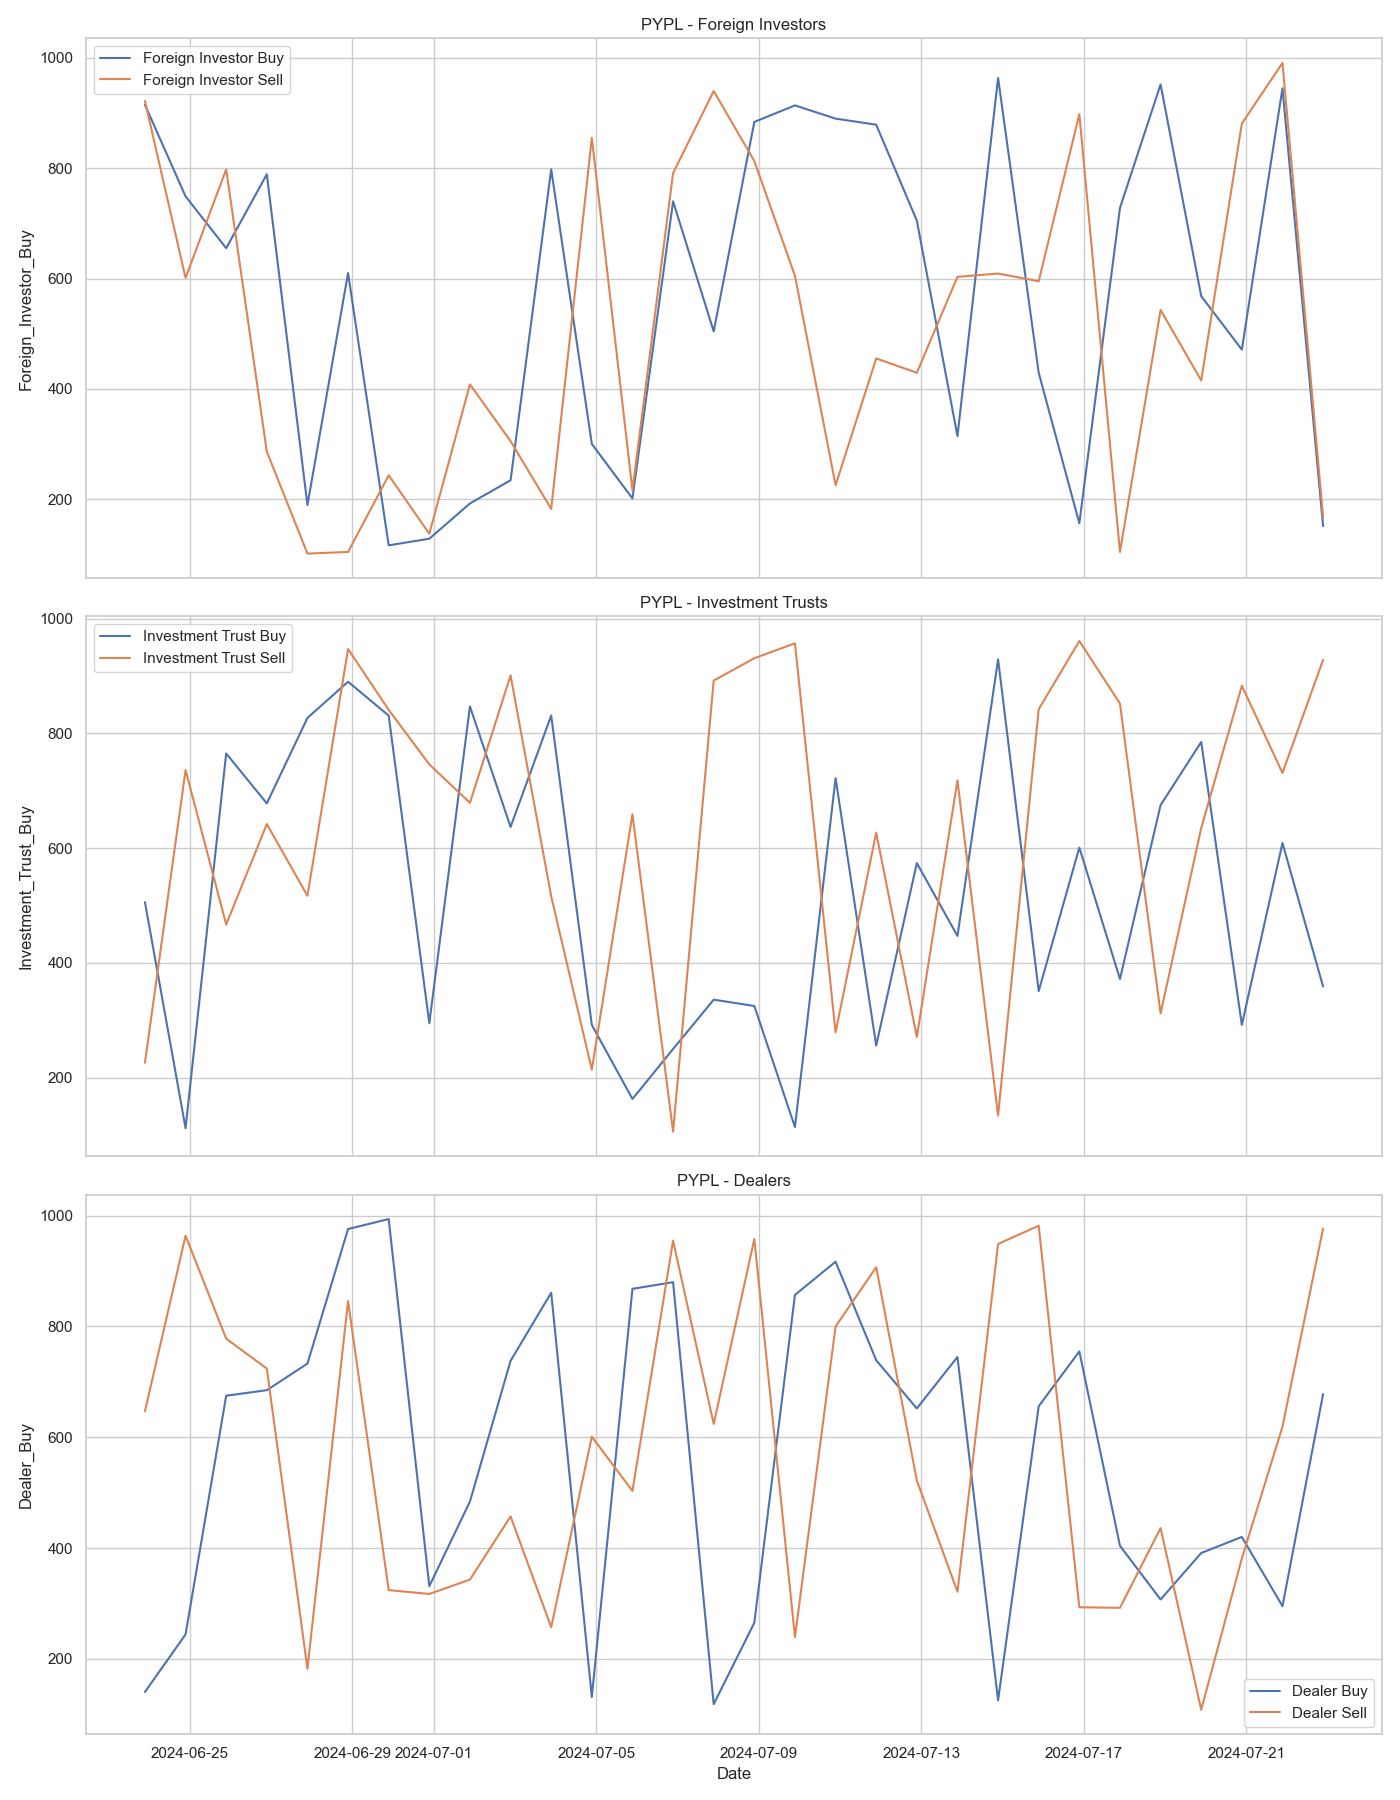 PYPL - Foreign Investors
Foreign Investor Buy
Foreign Investor Sell
Foreign_Investor_Buy
1000
800
600
400
200
PYPL - Investment Trusts
Investment Trust Buy
Investment Trust Sell
Investment_Trust_Buy
1000
800
600
400
200
PYPL - Dealers
Dealer_Buy
1000
800
600
400
200
Dealer Buy
Dealer Sell
2024-06-25 2024-06-29 2024-07-01 2024-07-05 2024-07-09 2024-07-13 2024-07-17 2024-07-21
Date